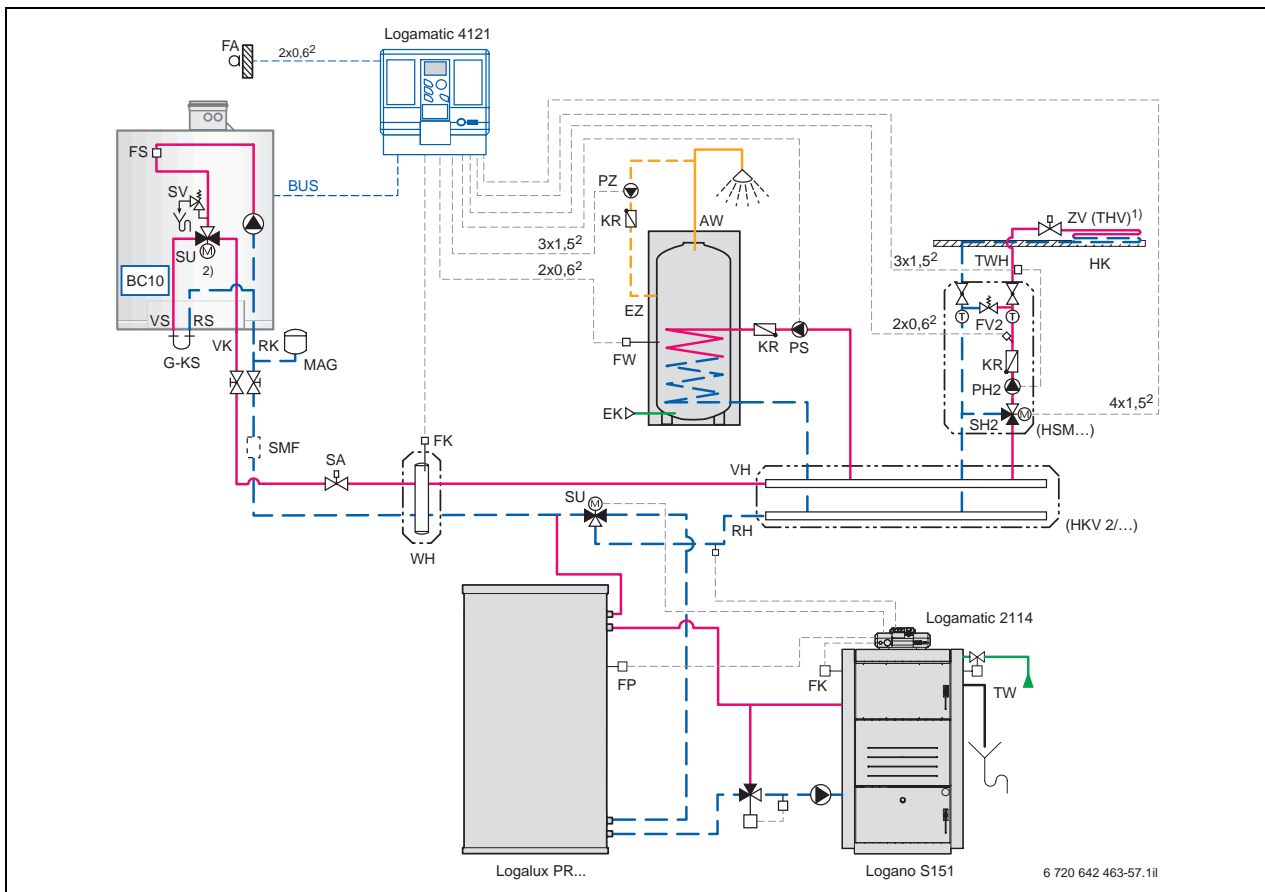 Logamatic 4121
FA
2x0,6²
FS
SV
SU
M
2)
BUS
BC10
VS
RS
G-KS
VK
RK
MAG
SMF
SA
PZ
KR
3x1,5²
2x0,6²
AW
EZ
FW
EK
KR
PS
ZV (THV)¹⁾
HK
TWH
3x1,5²
T
T
FV2
2x0,6²
KR
PH2
M
4x1,5²
SH2
(HSM...)
FK
WH
SU
M
VH
RH
(HKV 2/...)
Logamatic 2114
FP
FK
TW
Logalux PR...
Logano S151
6 720 642 463-57.1il